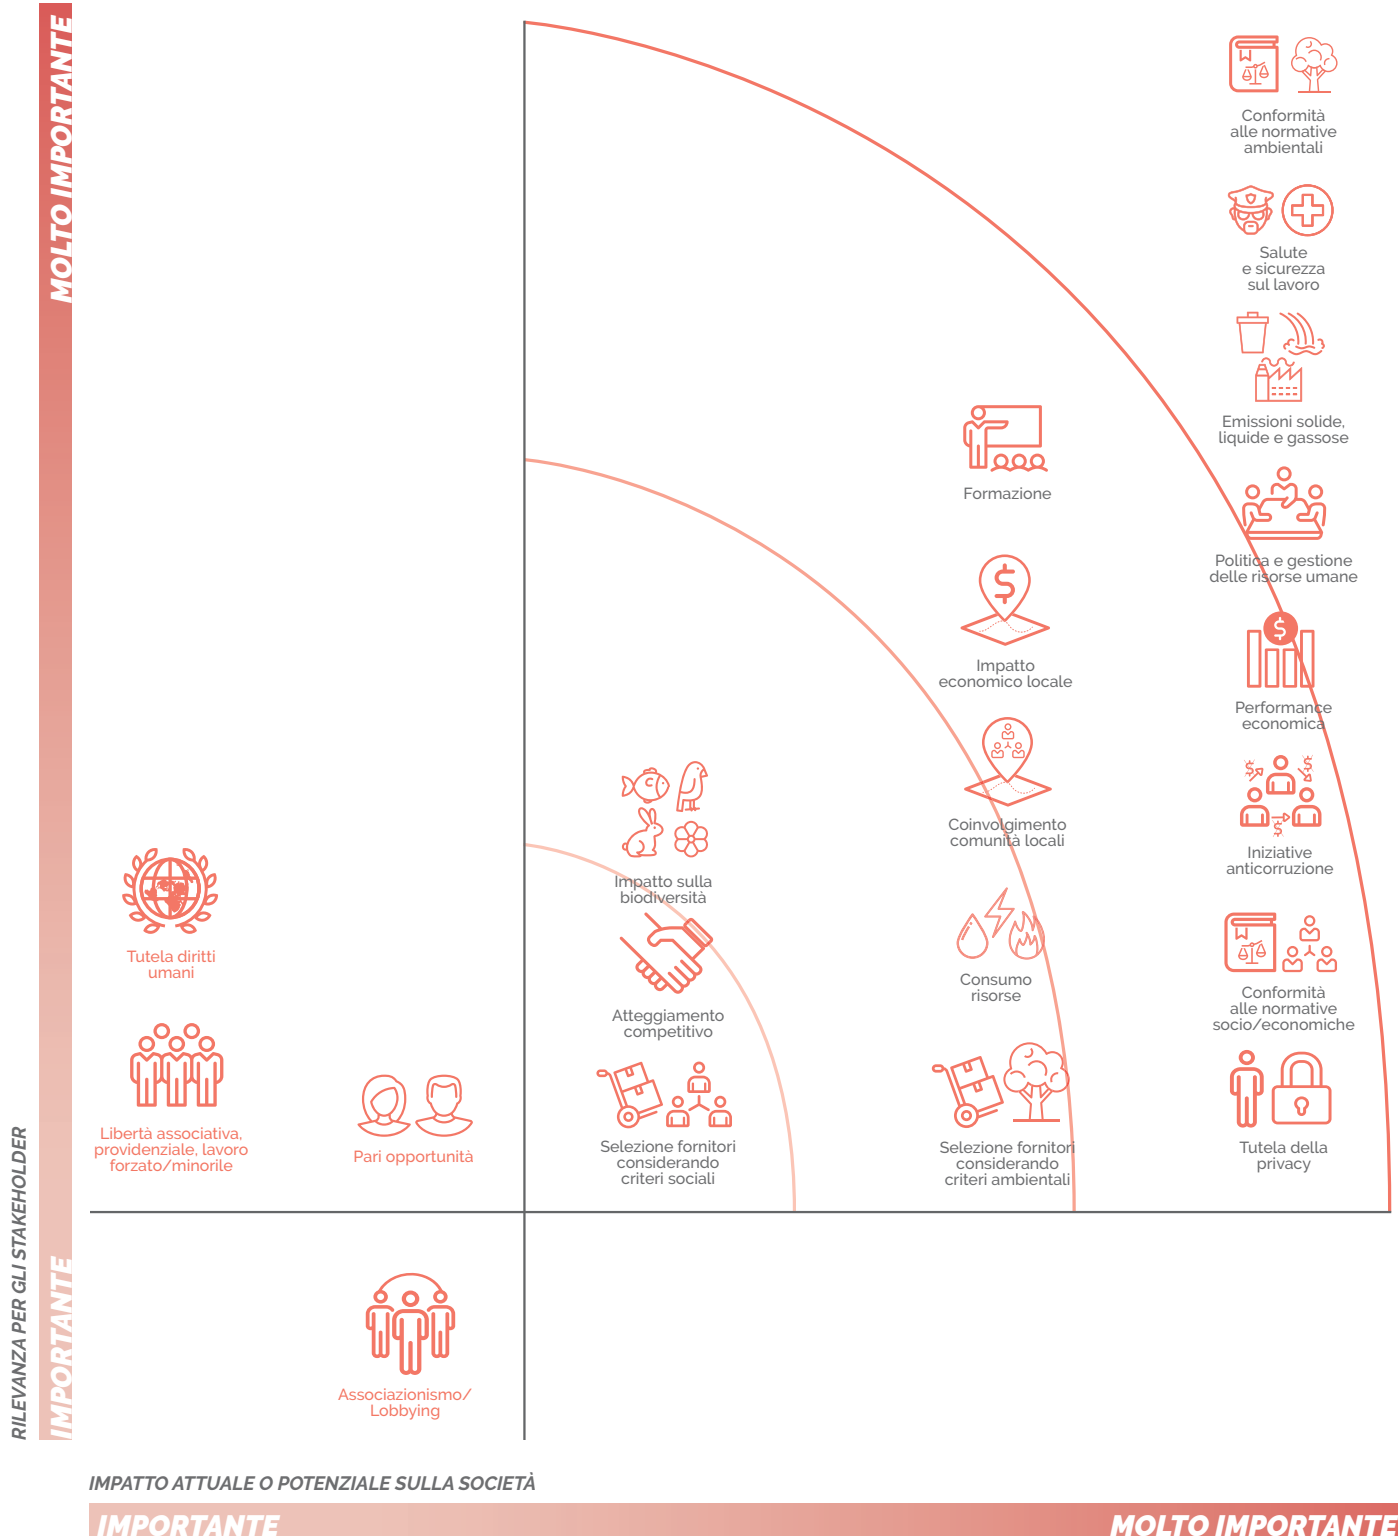 MOLTO IMPORTANTE
IMPORTANTE
RILEVANZA PER GLI STAKEHOLDER
Conformità
alle normative
ambientali
Salute
e sicurezza
sul lavoro
Emissioni solide,
liquide e gassose
Formazione
Politica e gestione
delle risorse umane
Impatto
economico locale
Performance
economica
Coinvolgimento
comunità locali
Iniziative
anticorruzione
Impatto sulla
biodiversità
Tutela diritti
umani
Consumo
risorse
Conformità
alle normative
socio/economiche
Atteggiamento
competitivo
Libertà associativa,
providenziale, lavoro
forzato/minorile
Pari opportunità
Selezione fornitori
considerando
criteri sociali
Selezione fornitori
considerando
criteri ambientali
Tutela della
privacy
Associazionismo/
Lobbying
IMPATTO ATTUALE O POTENZIALE SULLA SOCIETÀ
IMPORTANTE
MOLTO IMPORTANTE